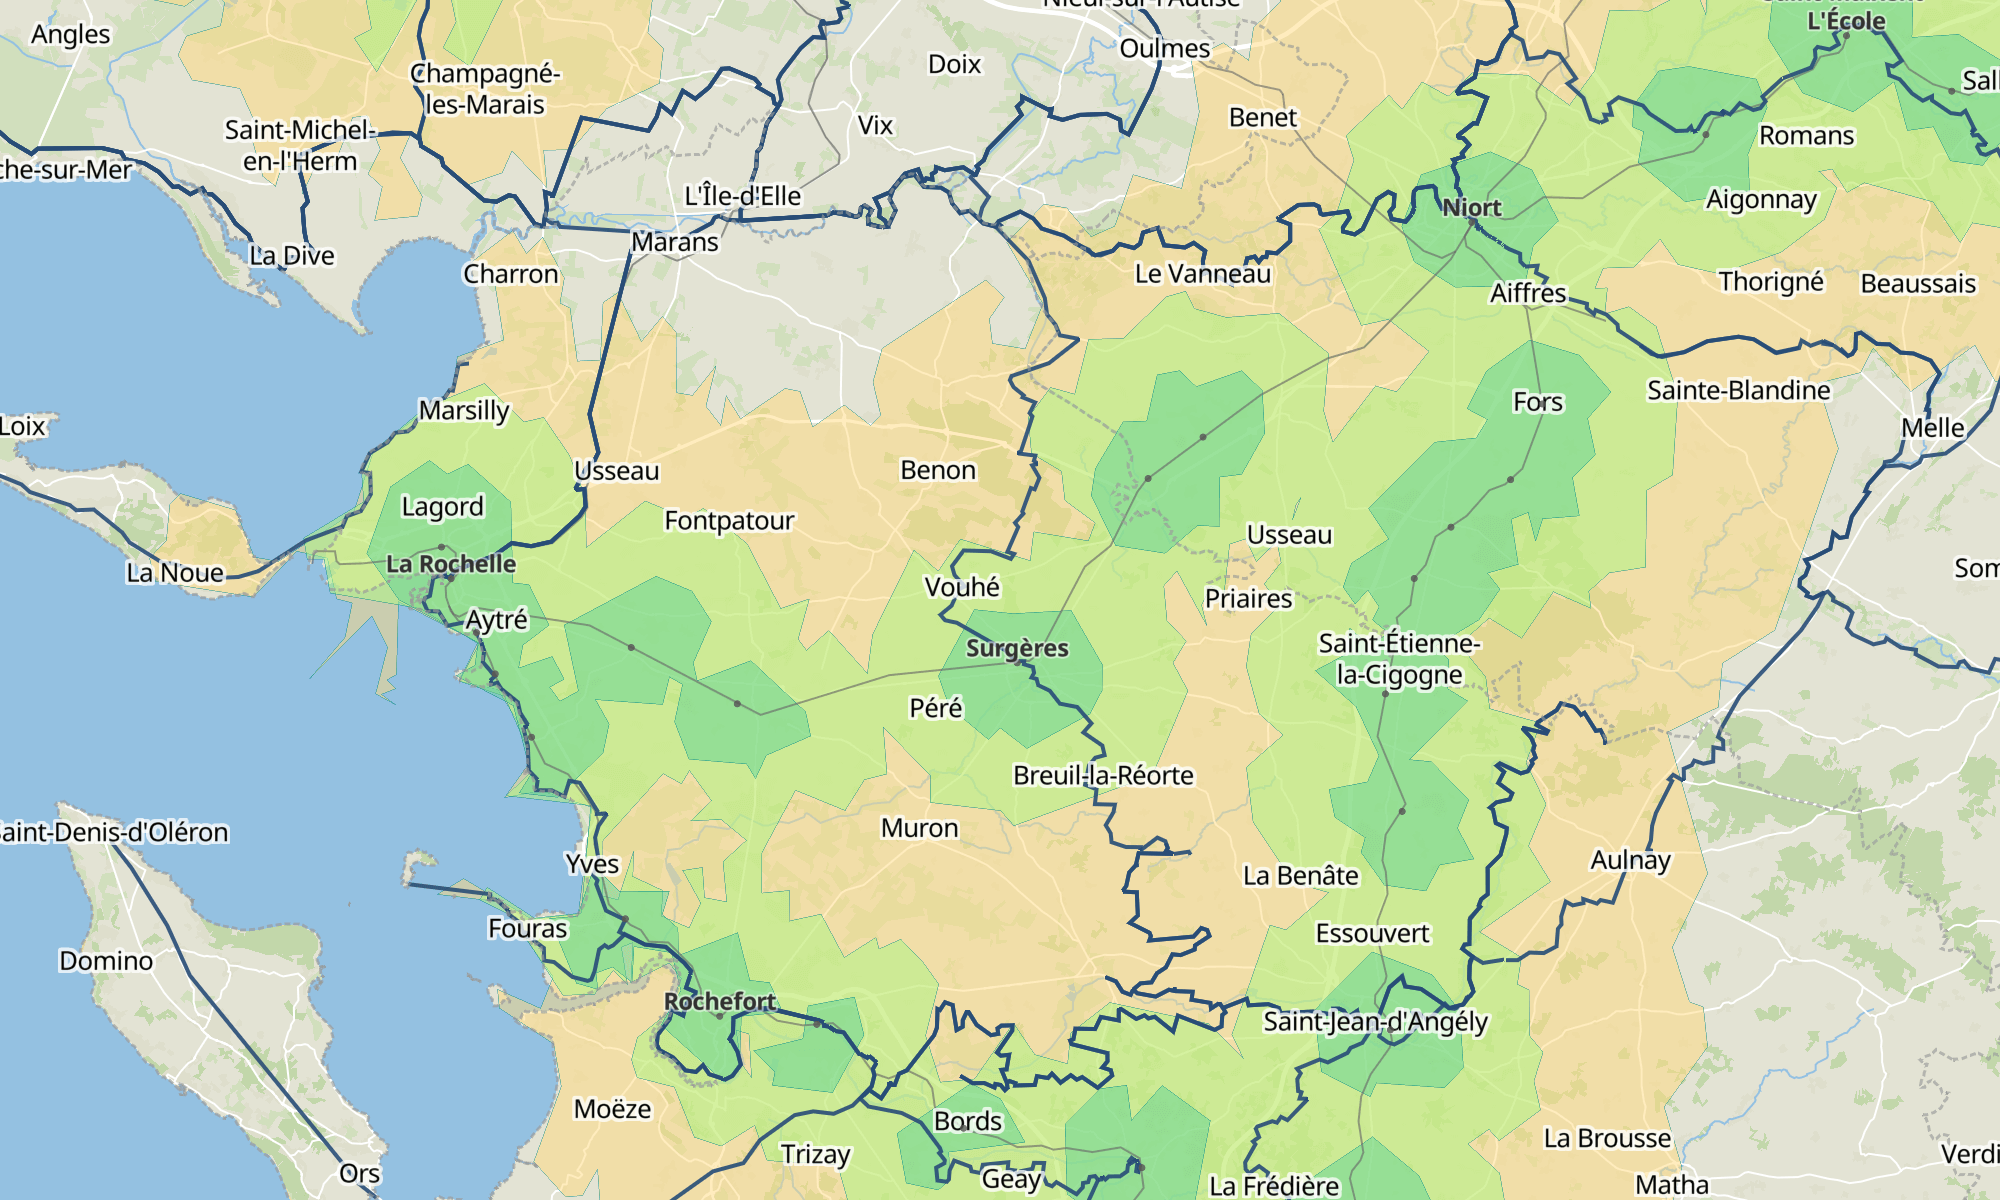 L'École
Angles
Oulmes
Doix
Champagné-
les-Marais
Benet
Vix
Romans
Saint-Michel-
en-l'Herm
che-sur-Mer
L'Île-d'Elle
Aigonnay
Niort
Marans
La Dive
Charron
Le Vanneau
Thorigné
Beaussais
Aiffres
Sainte-Blandine
Fors
Marsilly
Loix
Melle
Usseau
Benon
Lagord
Fontpatour
Usseau
La Rochelle
La Noue
Vouhé
Priaires
Aytré
Surgères
Saint-Étienne-
la-Cigogne
Péré
Breuil-la-Réorte
Muron
Saint-Denis-d'Oléron
Yves
Aulnay
La Benâte
Fouras
Essouvert
Domino
Rochefort
Saint-Jean-d'Angély
Moëze
Bords
La Brousse
Trizay
Ors
Geay
La Frédière
Matha